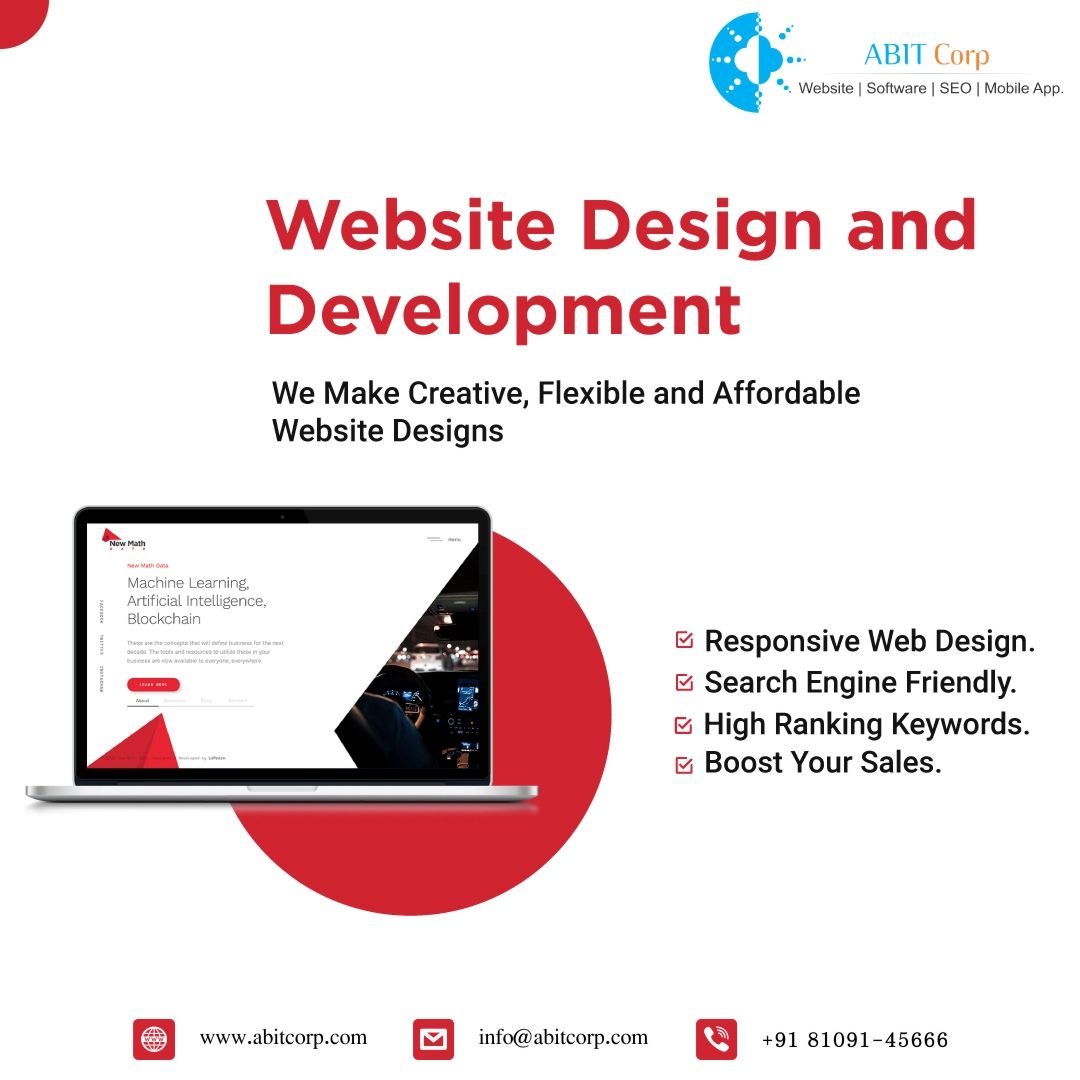 ABIT Corp
Website | Software | SEO | Mobile App.
Website Design and
Development
We Make Creative, Flexible and Affordable
Website Designs
New Math
DATA
menu
New Math Data
Machine Learning,
Artificial Intelligence,
Blockchain
These are the concepts that will define business for the next
decade. The tools and resources to utilize these in your
business are now available to everyone, everywhere.
LEARN MORE
About
Blog
FACEBOOK
TWITTER
INSTAGRAM
Developed by
Responsive Web Design.
Search Engine Friendly.
High Ranking Keywords.
Boost Your Sales.
www.abitcorp.com
info@abitcorp.com
+91 81091-45666